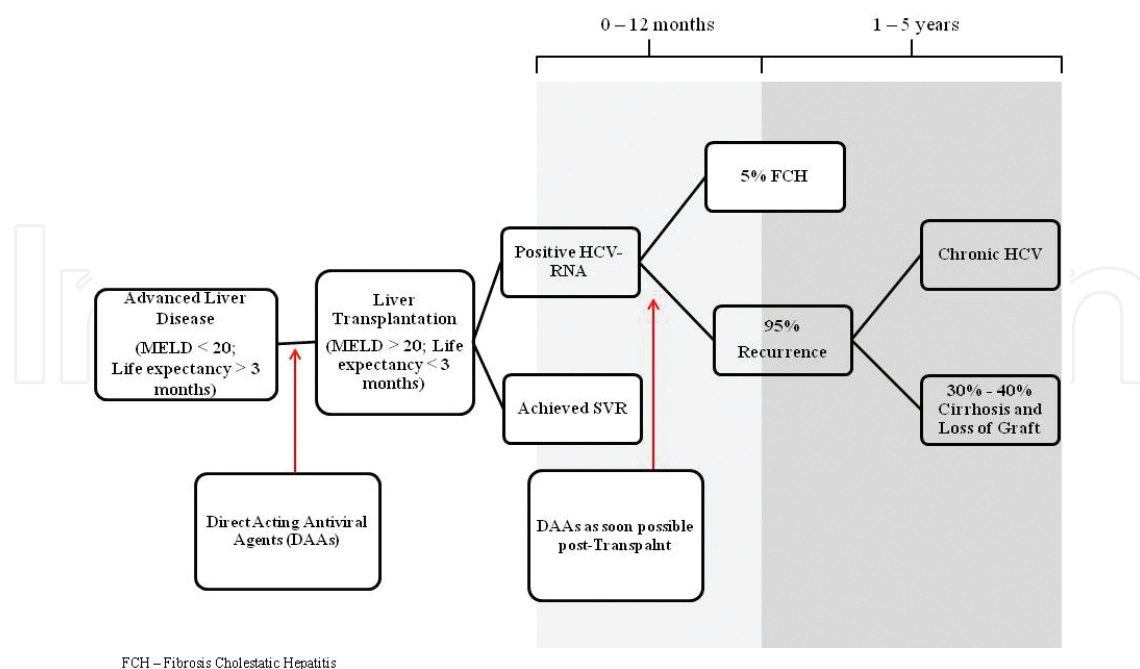 0 – 12 months
1 – 5 years
5% FCH
Positive HCV-
RNA
Chronic HCV
Advanced Liver
Disease
(MELD < 20;
Life expectancy > 3
months)
Liver
Transplantation
(MELD > 20; Life
expectancy < 3
months)
95%
Recurrence
Achieved SVR
30% - 40%
Cirrhosis and
Loss of Graft
Direct Acting Antiviral
Agents (DAAs)
DAAs as soon possible
post-Transpalnt
FCH – Fibrosis Cholestatic Hepatitis